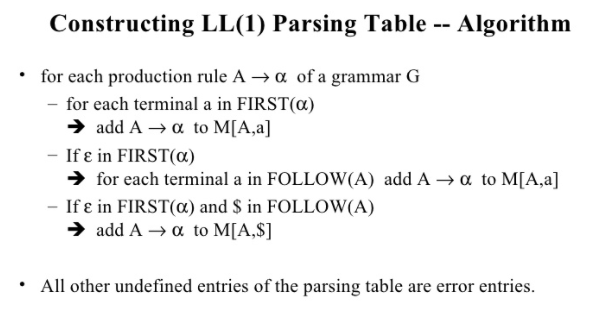 Constructing LL(1) Parsing Table -- Algorithm
• for each production rule A → α of a grammar G
– for each terminal a in FIRST(α)
➔ add A → α to M[A,a]
– If ε in FIRST(α)
➔ for each terminal a in FOLLOW(A) add A → α to M[A,a]
– If ε in FIRST(α) and $ in FOLLOW(A)
➔ add A → α to M[A,$]
• All other undefined entries of the parsing table are error entries.